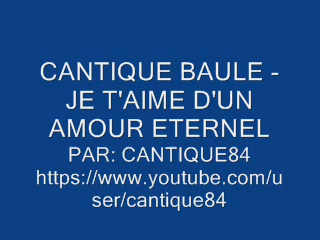 CANTIQUE BAULE -
JE T'AIME D'UN
AMOUR ETERNEL
PAR: CANTIQUE84
https://www.youtube.com/u
ser/cantique84